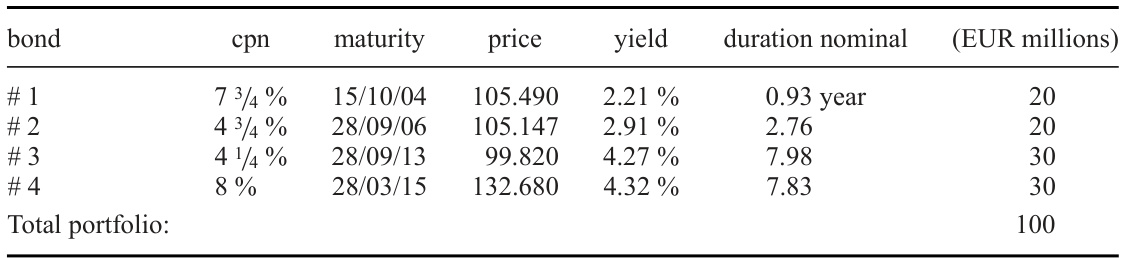 bond cpn maturity price yield duration nominal (EUR millions)
# 1 7 3/4 % 15/10/04 105.490 2.21 % 0.93 year 20
# 2 4 3/4 % 28/09/06 105.147 2.91 % 2.76 20
# 3 4 1/4 % 28/09/13 99.820 4.27 % 7.98 30
# 4 8 % 28/03/15 132.680 4.32 % 7.83 30
Total portfolio: 100